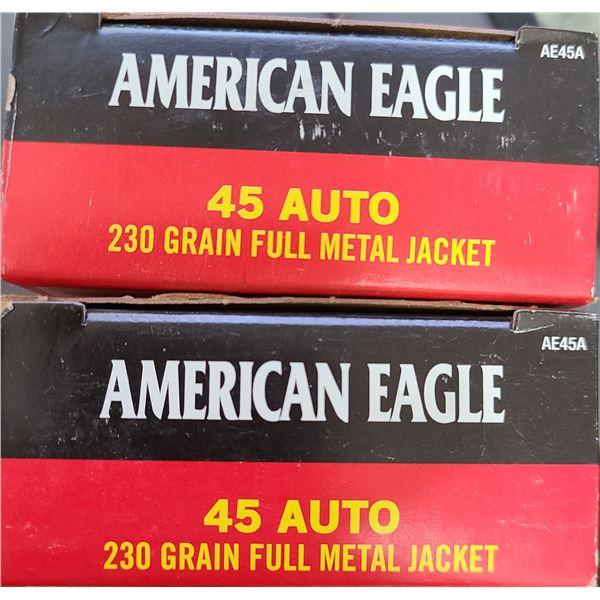 AE45A
AMERICAN EAGLE
45 AUTO
230 GRAIN FULL METAL JACKET
AE45A
AMERICAN EAGLE
45 AUTO
230 GRAIN FULL METAL JACKET